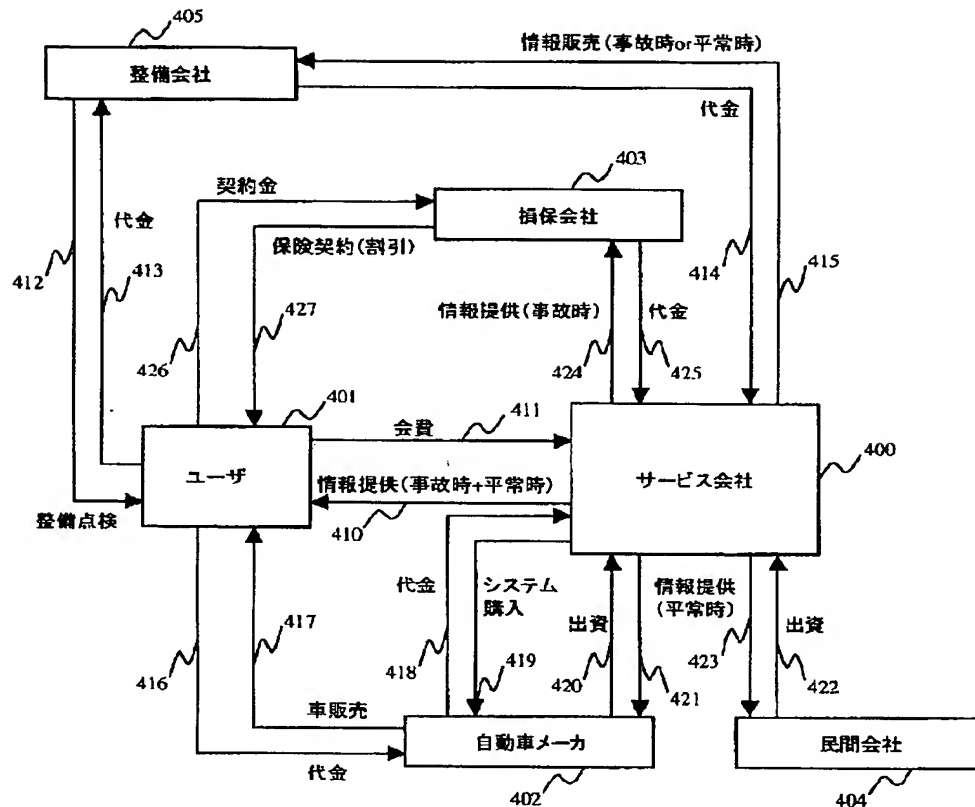 405
情報販売(事故時or平常時)
整備会社
代金
403
契約金
損保会社
代金
保険契約(割引)
412
413
414
415
427
情報提供(事故時)
代金
426
424
425
401
411
会費
400
ユーザ
サービス会社
情報提供(事故時+平常時)
整備点検
410
代金
システム
購入
情報提供
(平常時)
417
出資
出資
416
418
419
420
421
423
422
車販売
自動車メーカ
民間会社
代金
402
404